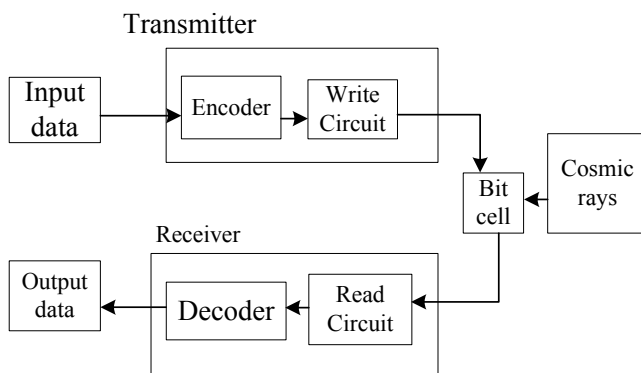 Transmitter
Input
data
Encoder
Write
Circuit
Bit
cell
Cosmic
rays
Receiver
Output
data
Decoder
Read
Circuit